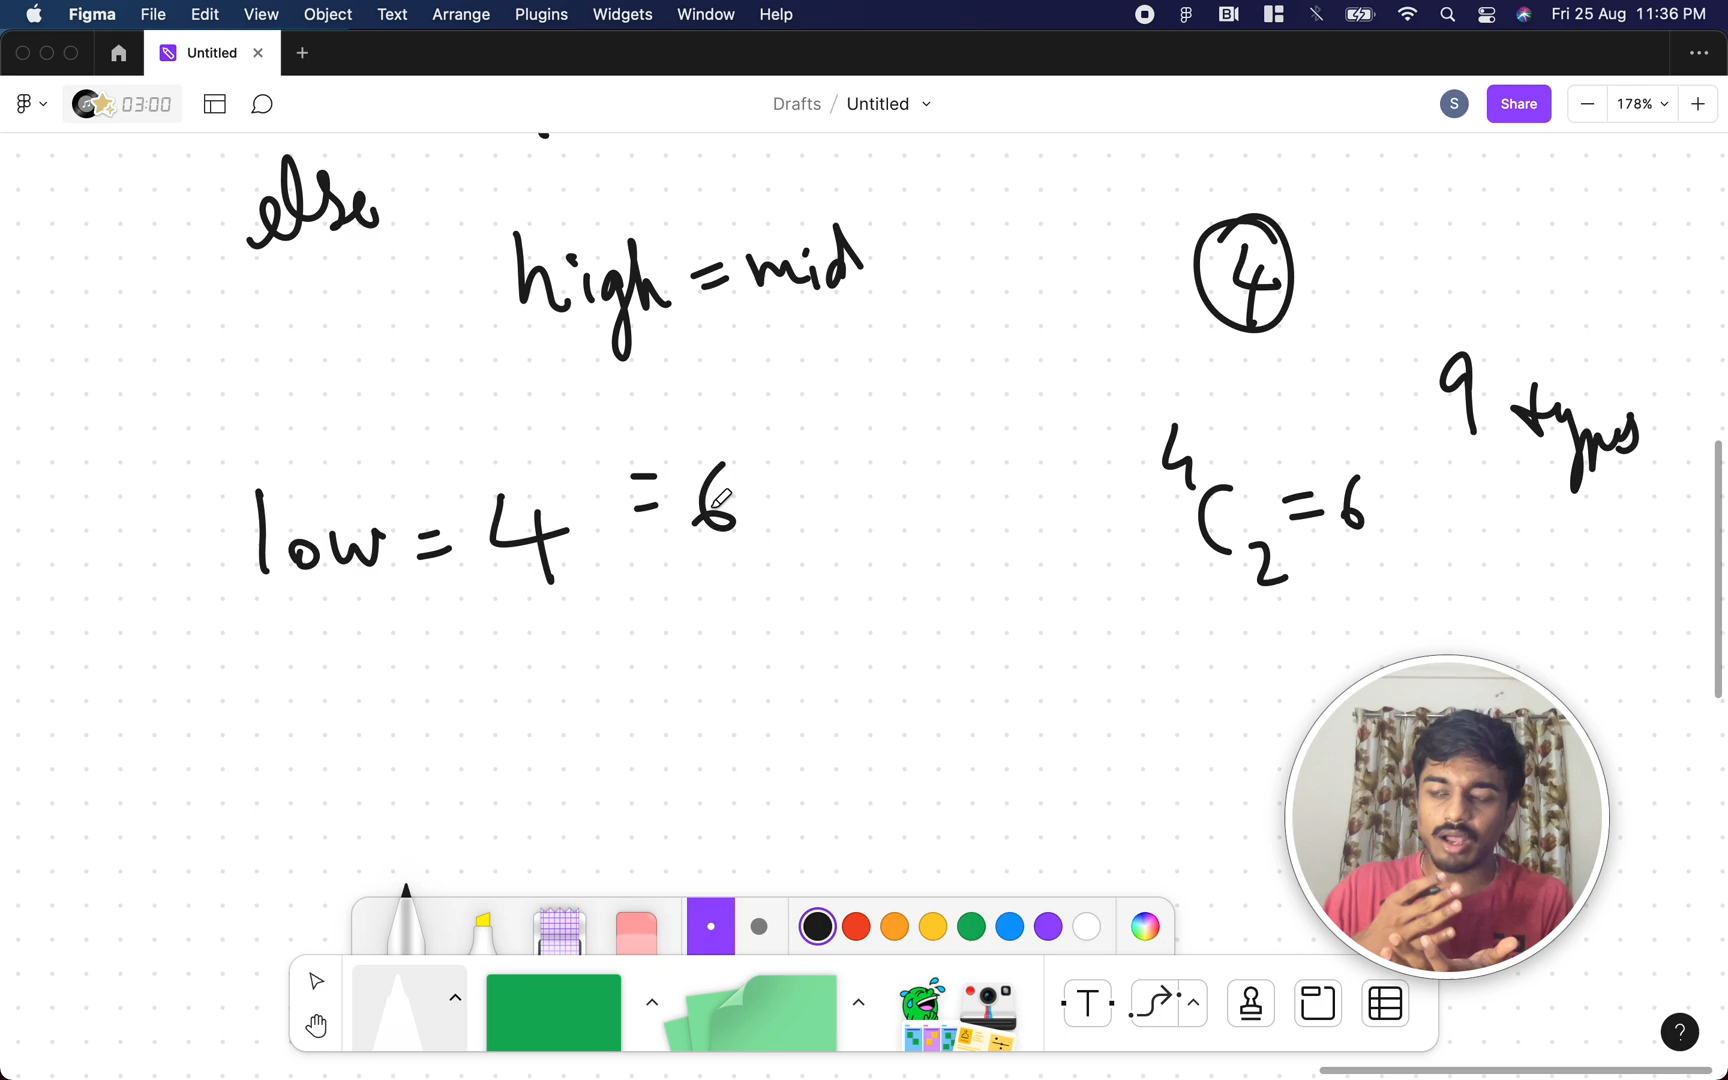 Figma File Edit View Object Text Arrange Plugins Widgets Window Help Fri 25 Aug 11:36 PM
Untitled
03:00 Drafts / Untitled S Share 178%
else
high = mid
4
9 types
4C2 = 6
low = 4 = 6
T
?